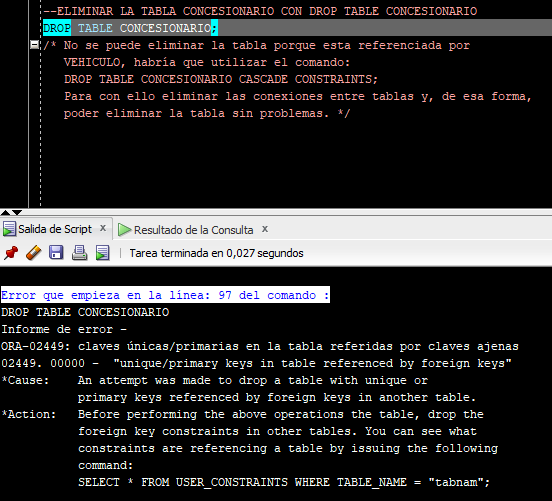 --ELIMINAR LA TABLA CONCESIONARIO CON DROP TABLE CONCESIONARIO
DROP TABLE CONCESIONARIO;
/* No se puede eliminar la tabla porque esta referenciada por
VEHICULO, habría que utilizar el comando:
DROP TABLE CONCESIONARIO CASCADE CONSTRAINTS;
Para con ello eliminar las conexiones entre tablas y, de esa forma,
poder eliminar la tabla sin problemas. */
Salida de Script x Resultado de la Consulta x
Tarea terminada en 0,027 segundos
Error que empieza en la línea: 97 del comando :
DROP TABLE CONCESIONARIO
Informe de error -
ORA-02449: claves únicas/primarias en la tabla referidas por claves ajenas
02449. 00000 - "unique/primary keys in table referenced by foreign keys"
*Cause: An attempt was made to drop a table with unique or
primary keys referenced by foreign keys in another table.
*Action: Before performing the above operations the table, drop the
foreign key constraints in other tables. You can see what
constraints are referencing a table by issuing the following
command:
SELECT * FROM USER_CONSTRAINTS WHERE TABLE_NAME = "tabnam";